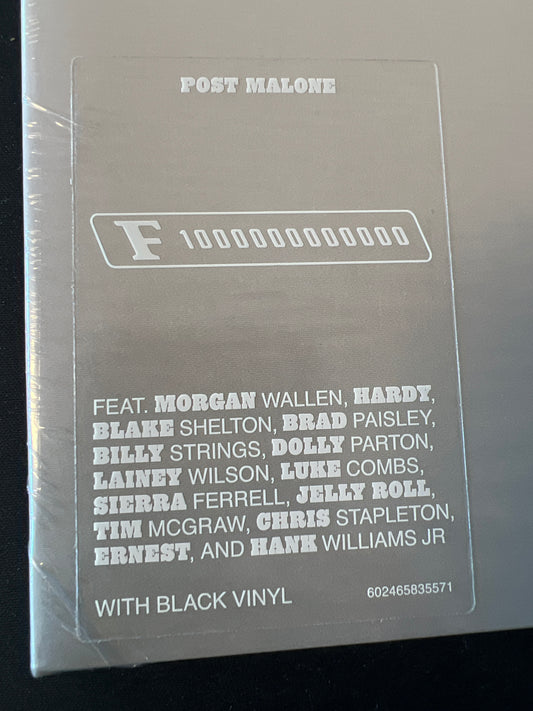 POST MALONE
F 1000000000000
FEAT. MORGAN WALLEN, HARDY,
BLAKE SHELTON, BRAD PAISLEY,
BILLY STRINGS, DOLLY PARTON,
LAINEY WILSON, LUKE COMBS,
SIERRA FERRELL, JELLY ROLL,
TIM MCGRAW, CHRIS STAPLETON,
ERNEST, AND HANK WILLIAMS JR
WITH BLACK VINYL 602465835571